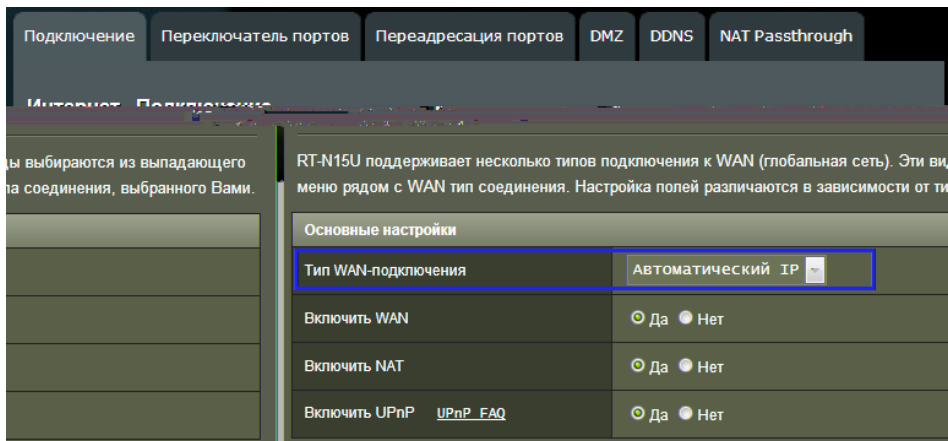 Подключение Переключатель портов Переадресация портов DMZ DDNS NAT Passthrough
Интернет - Подключение
ды выбираются из выпадающего
па соединения, выбранного Вами.
RT-N15U поддерживает несколько типов подключения к WAN (глобальная сеть). Эти ви
меню рядом с WAN тип соединения. Настройка полей различаются в зависимости от ти
Основные настройки
Тип WAN-подключения Автоматический IP
Включить WAN Да Нет
Включить NAT Да Нет
Включить UPnP UPnP FAQ Да Нет